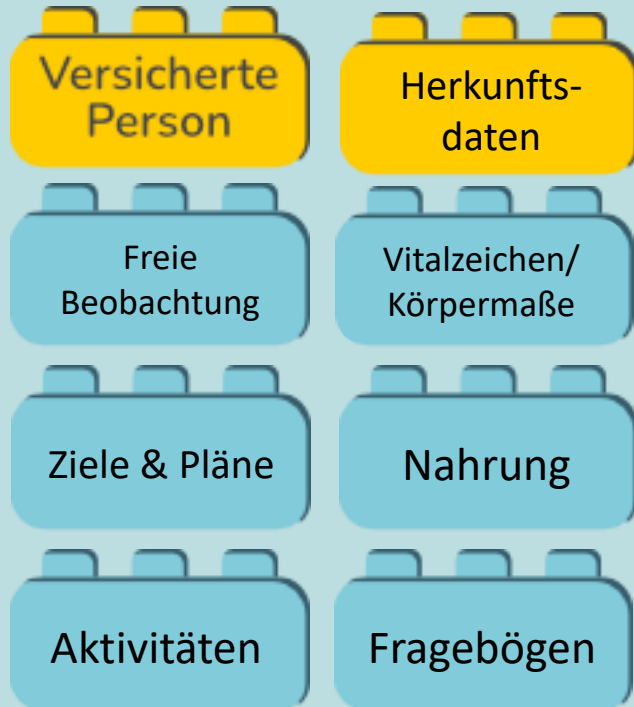 Versicherte
Person
Herkunfts-
daten
Freie
Beobachtung
Vitalzeichen/
Körpermaße
Ziele & Pläne
Nahrung
Aktivitäten
Fragebögen